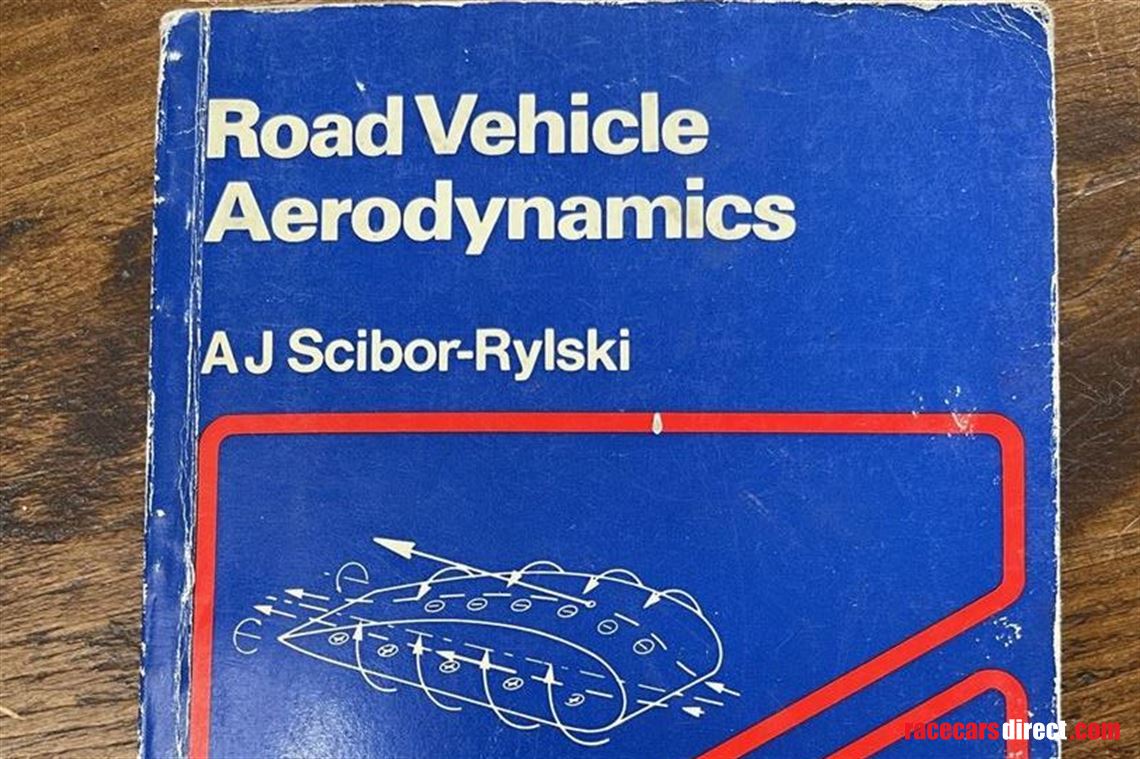 Road Vehicle
Aerodynamics
A J Scibor-Rylski
racecarsdirect.com